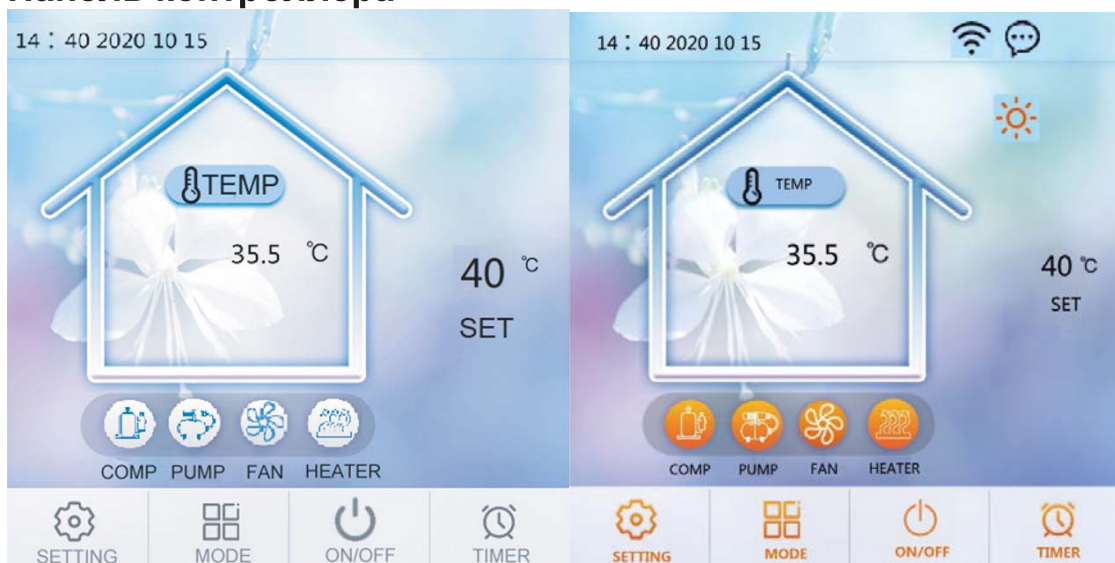 Панель контроллера
14：40 2020 10 15
TEMP
35.5 ℃
40 ℃
SET
COMP PUMP FAN HEATER
SETTING MODE ON/OFF TIMER
14：40 2020 10 15
TEMP
35.5 ℃
40 ℃
SET
COMP PUMP FAN HEATER
SETTING MODE ON/OFF TIMER